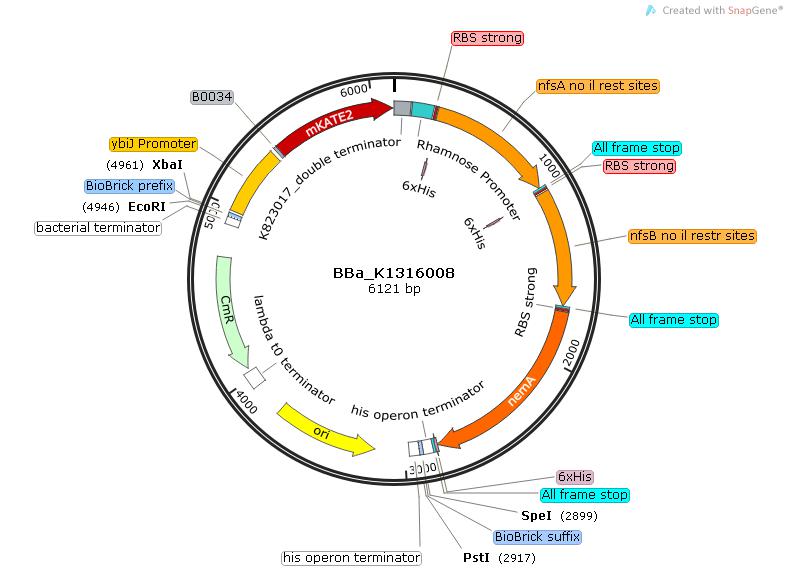 Created with SnapGene®
RBS strong
6000
B0034
nfsA no il rest sites
mKATE2
ybiJ Promoter
K823017_double terminator
Rhamnose Promoter
1000
All frame stop
(4961) XbaI
RBS strong
BioBrick prefix
6xHis
(4946) EcoRI
5000
bacterial terminator
6xHis
nfsB no il restr sites
BBa_K1316008
6121 bp
CmR
lambda t0 terminator
RBS strong
All frame stop
2000
4000
nemA
his operon terminator
ori
3000
6xHis
All frame stop
SpeI (2899)
BioBrick suffix
his operon terminator
PstI (2917)